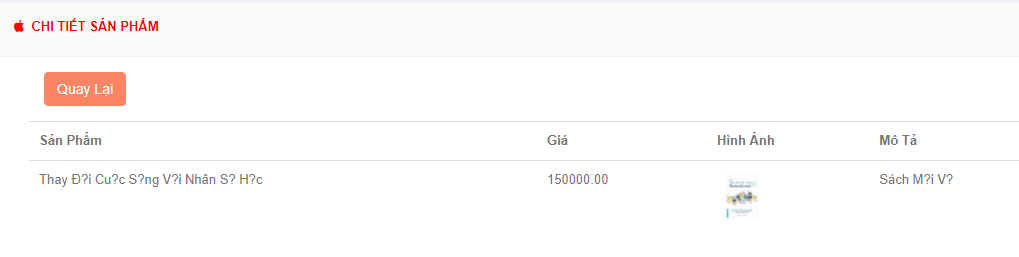 CHI TIẾT SẢN PHẨM
Quay Lại
Sản Phẩm Giá Hình Ảnh Mô Tả
Thay Đ?i Cu?c S?ng V?i Nhân S? H?c 150000.00 Sách M?i V?